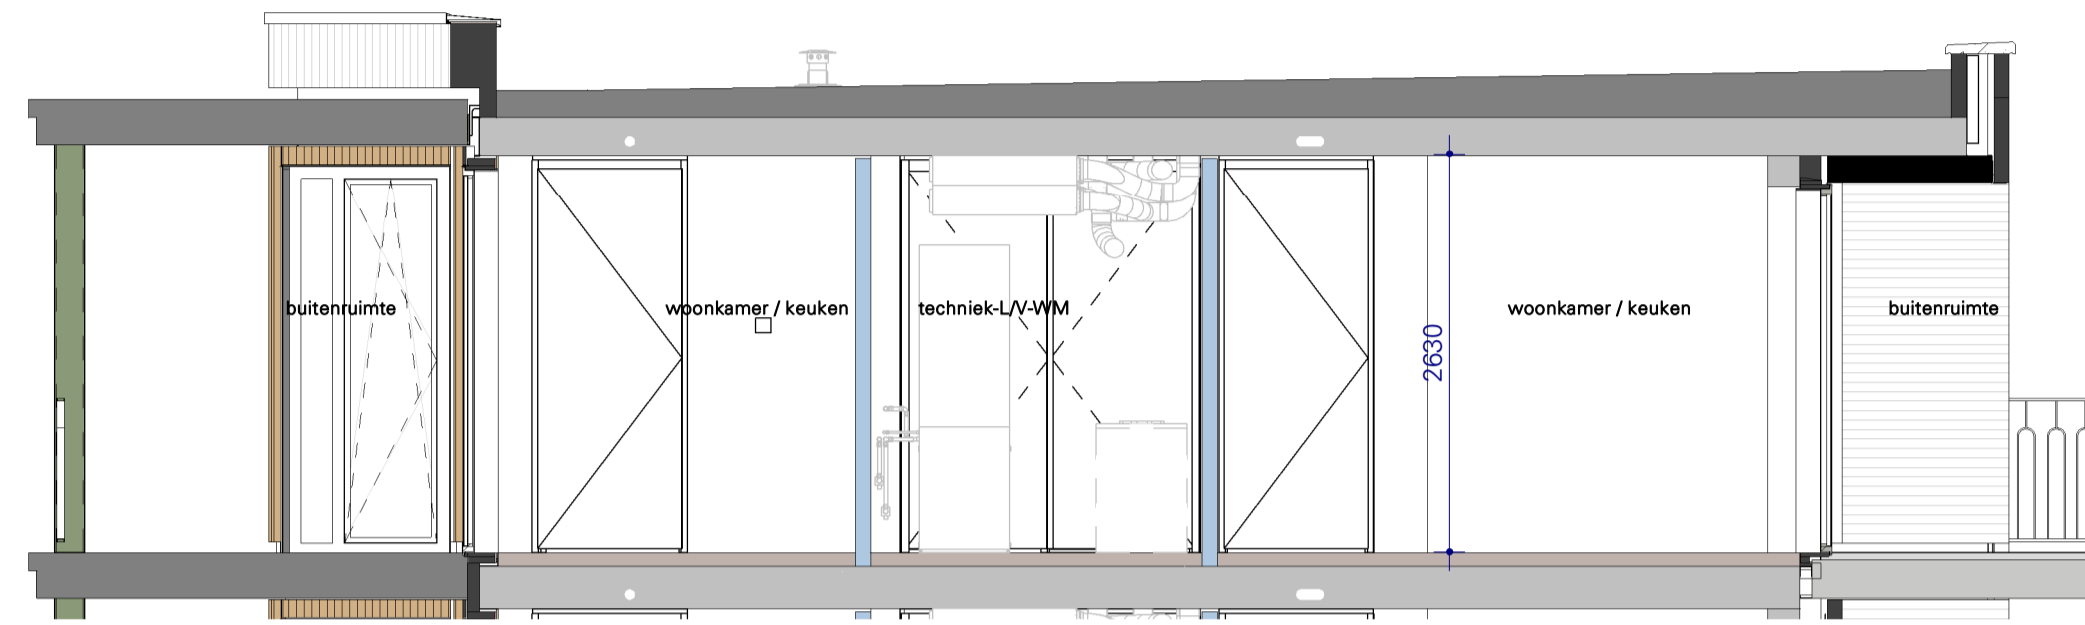 buitenruimte
woonkamer / keuken
techniek-L/V-WM
woonkamer / keuken
buitenruimte
2630